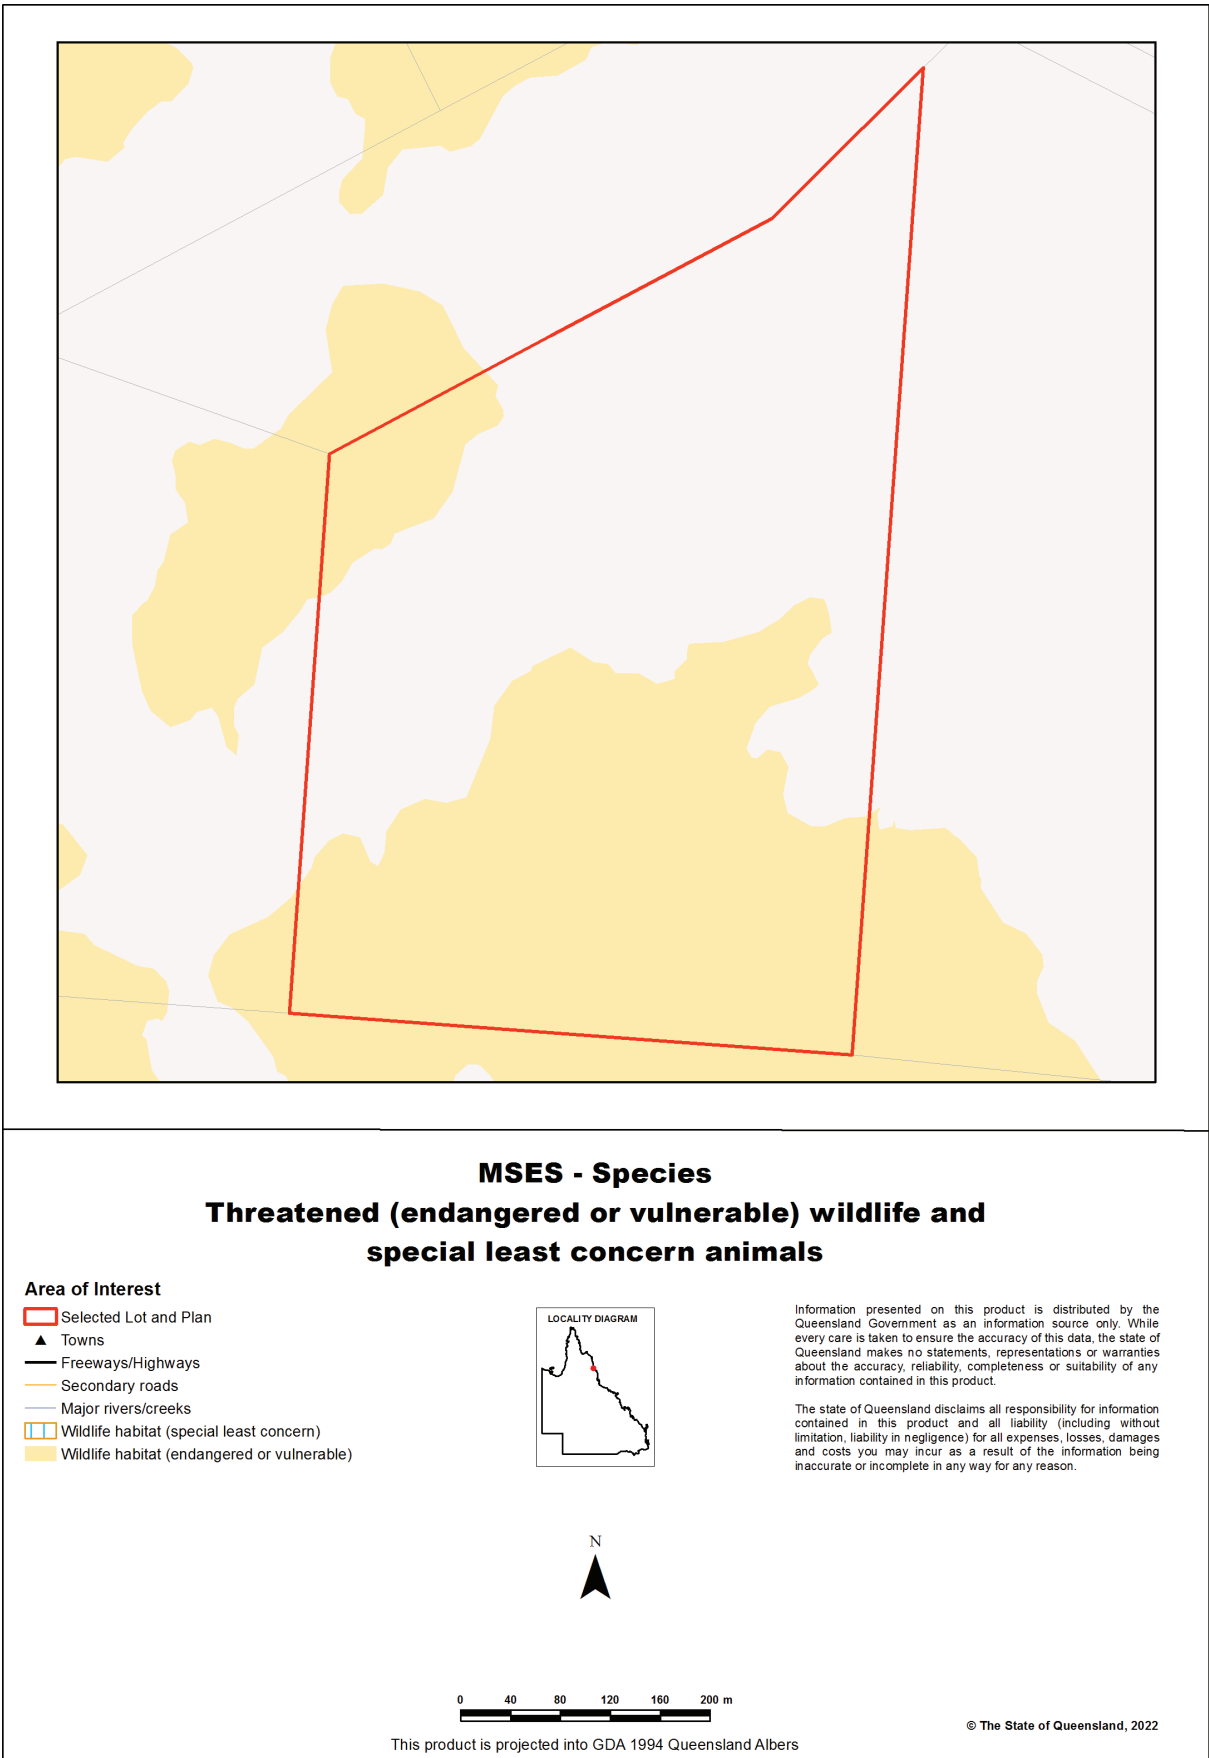 MSES - Species
Threatened (endangered or vulnerable) wildlife and
special least concern animals
Area of Interest
Selected Lot and Plan
Towns
Freeways/Highways
Secondary roads
Major rivers/creeks
Wildlife habitat (special least concern)
Wildlife habitat (endangered or vulnerable)
LOCALITY DIAGRAM
Information presented on this product is distributed by the
Queensland Government as an information source only. While
every care is taken to ensure the accuracy of this data, the state of
Queensland makes no statements, representations or warranties
about the accuracy, reliability, completeness or suitability of any
information contained in this product.
The state of Queensland disclaims all responsibility for information
contained in this product and all liability (including without
limitation, liability in negligence) for all expenses, losses, damages
and costs you may incur as a result of the information being
inaccurate or incomplete in any way for any reason.
N
0 40 80 120 160 200 m
This product is projected into GDA 1994 Queensland Albers
© The State of Queensland, 2022